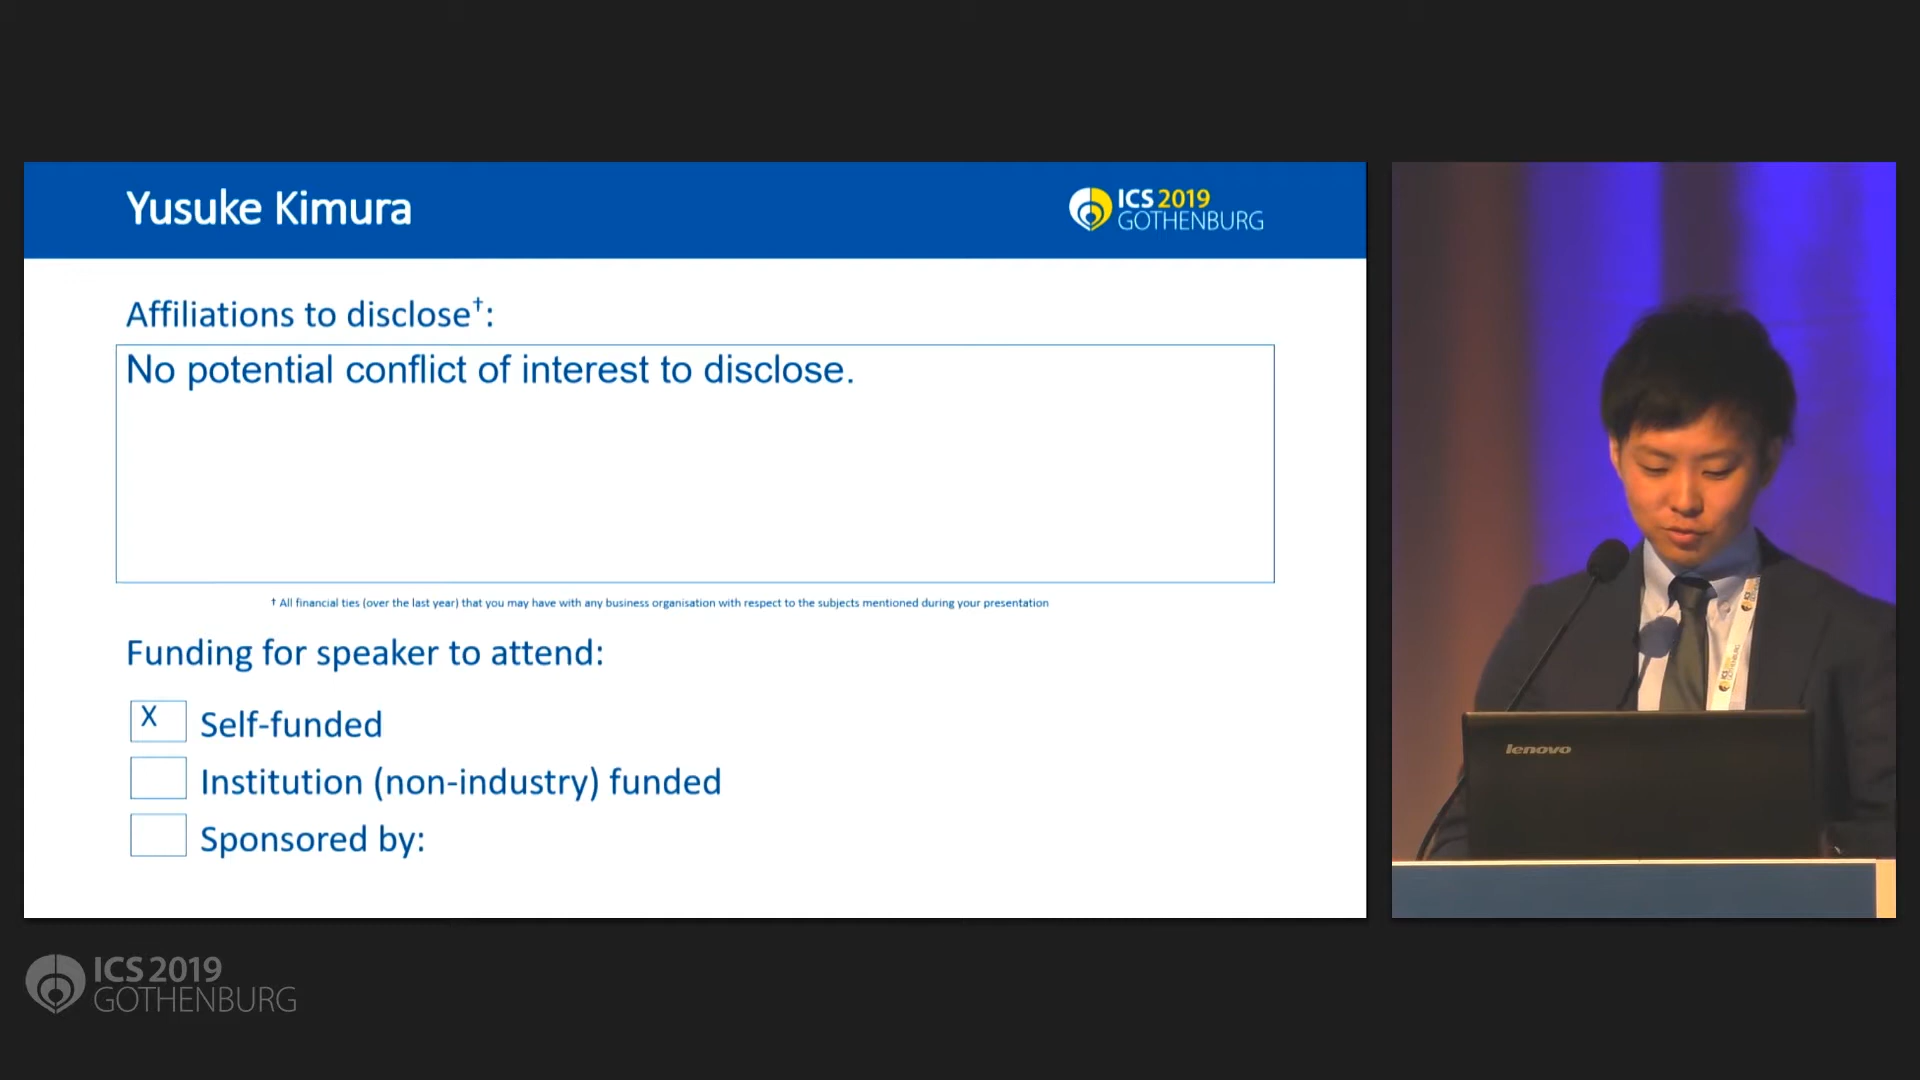 Yusuke Kimura
ICS 2019
GOTHENBURG
Affiliations to disclose†:
No potential conflict of interest to disclose.
† All financial ties (over the last year) that you may have with any business organisation with respect to the subjects mentioned during your presentation
Funding for speaker to attend:
X Self-funded
Institution (non-industry) funded
Sponsored by:
lenovo
ICS 2019
GOTHENBURG